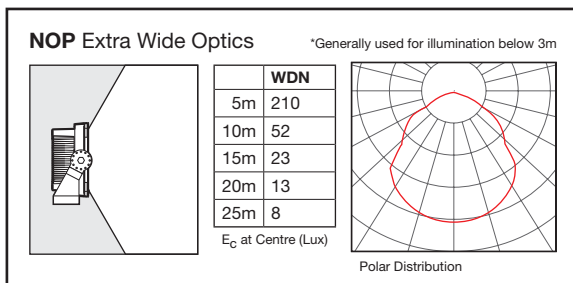 NOP Extra Wide Optics
*Generally used for illumination below 3m
WDN
5m 210
10m 52
15m 23
20m 13
25m 8
EC at Centre (Lux)
Polar Distribution